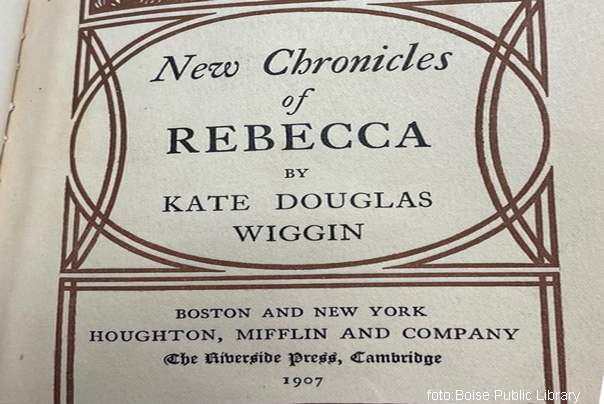 New Chronicles
of
REBECCA
BY
KATE DOUGLAS
WIGGIN
BOSTON AND NEW YORK
HOUGHTON, MIFFLIN AND COMPANY
The Riverside Press, Cambridge
1907
foto:Boise Public Library